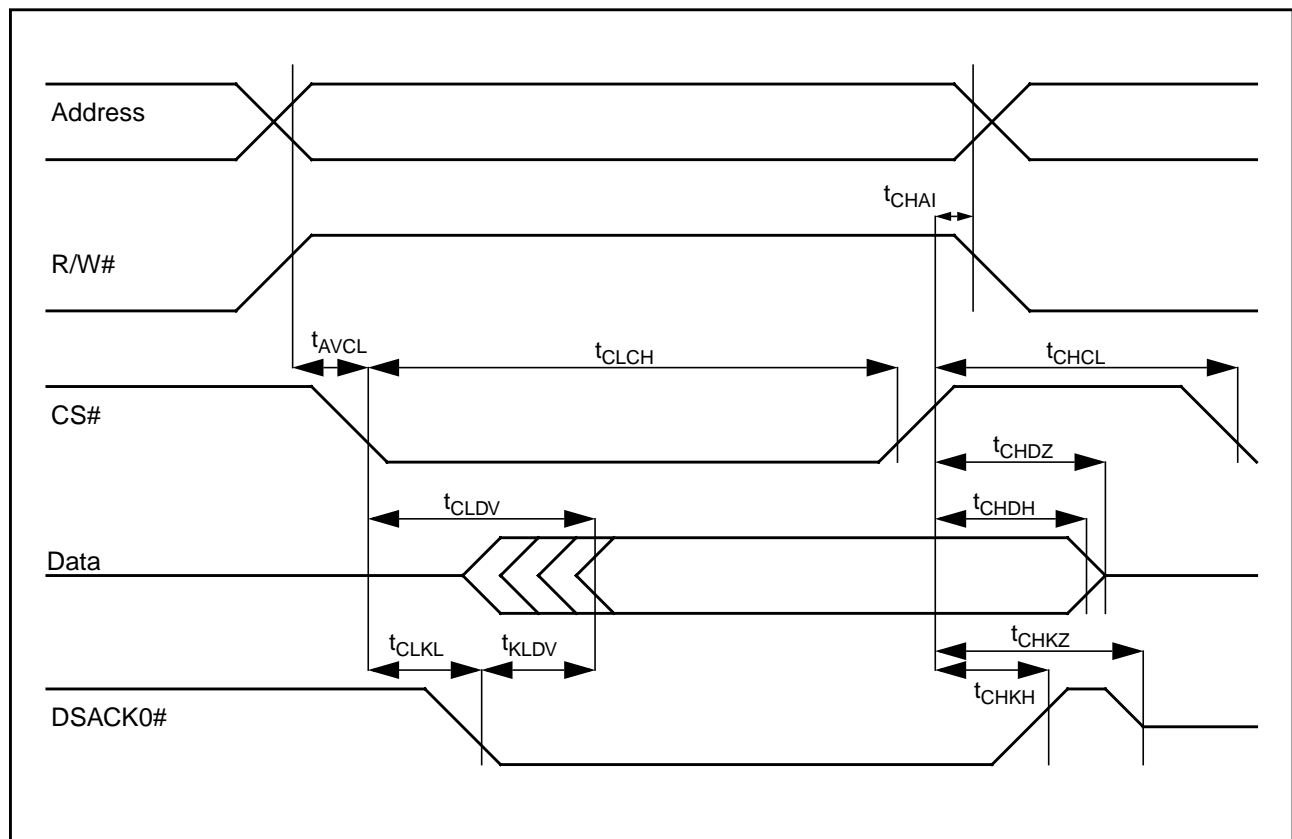 Address
tCHAI
R/W#
tAVCL
tCLCH
tCHCL
CS#
tCHDZ
tCLDV
tCHDH
Data
tCLKL
tKLDV
tCHKZ
tCHKH
DSACK0#